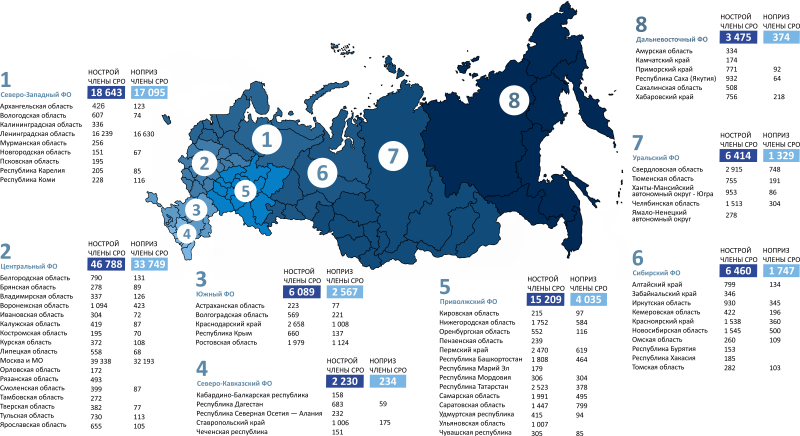 1
НОСТРОЙ НОПРИЗ
ЧЛЕНЫ СРО ЧЛЕНЫ СРО
Северо-Западный ФО 18 643 17 095
Архангельская область 426 123
Вологодская область 607 74
Калининградская область 336
Ленинградская область 16 239 16 630
Мурманская область 256
Новгородская область 151 67
Псковская область 195
Республика Карелия 205 85
Республика Коми 228 116
2
НОСТРОЙ НОПРИЗ
ЧЛЕНЫ СРО ЧЛЕНЫ СРО
Центральный ФО 46 788 33 749
Белгородская область 790 131
Брянская область 278 89
Владимирская область 337 126
Воронежская область 1 094 423
Ивановская область 304 72
Калужская область 419 87
Костромская область 195 70
Курская область 372 108
Липецкая область 558 68
Москва и МО 39 338 32 193
Орловская область 172
Рязанская область 493
Смоленская область 399 87
Тамбовская область 272
Тверская область 382 77
Тульская область 730 113
Ярославская область 655 105
3
НОСТРОЙ НОПРИЗ
ЧЛЕНЫ СРО ЧЛЕНЫ СРО
Южный ФО 6 089 2 567
Астраханская область 223 77
Волгоградская область 569 221
Краснодарский край 2 658 1 008
Республика Крым 660 137
Ростовская область 1 979 1 124
4
НОСТРОЙ НОПРИЗ
ЧЛЕНЫ СРО ЧЛЕНЫ СРО
Северо-Кавказский ФО 2 230 234
Кабардино-Балкарская республика 158
Республика Дагестан 683 59
Республика Северная Осетия — Алания 232
Ставропольский край 1 006 175
Чеченская республика 151
5
НОСТРОЙ НОПРИЗ
ЧЛЕНЫ СРО ЧЛЕНЫ СРО
Приволжский ФО 15 209 4 035
Кировская область 215 97
Нижегородская область 1 752 584
Оренбургская область 552 116
Пензенская область 239
Пермский край 2 470 619
Республика Башкортостан 1 808 464
Республика Марий Эл 179
Республика Мордовия 306 304
Республика Татарстан 2 523 378
Самарская область 1 991 495
Саратовская область 1 447 799
Удмуртская республика 415 94
Ульяновская область 1 007
Чувашская республика 305 85
8
НОСТРОЙ НОПРИЗ
ЧЛЕНЫ СРО ЧЛЕНЫ СРО
Дальневосточный ФО 3 475 374
Амурская область 334
Камчатский край 174
Приморский край 771 92
Республика Саха (Якутия) 932 64
Сахалинская область 508
Хабаровский край 756 218
7
НОСТРОЙ НОПРИЗ
ЧЛЕНЫ СРО ЧЛЕНЫ СРО
Уральский ФО 6 414 1 329
Свердловская область 2 915 748
Тюменская область 755 191
Ханты-Мансийский
автономный округ - Югра 953 86
Челябинская область 1 513 304
Ямало-Ненецкий
автономный округ 278
6
НОСТРОЙ НОПРИЗ
ЧЛЕНЫ СРО ЧЛЕНЫ СРО
Сибирский ФО 6 460 1 747
Алтайский край 799 134
Забайкальский край 346
Иркутская область 930 345
Кемеровская область 422 196
Красноярский край 1 538 360
Новосибирская область 1 545 500
Омская область 260 109
Республика Бурятия 153
Республика Хакасия 185
Томская область 282 103
1
2
3
4
5
6
7
8